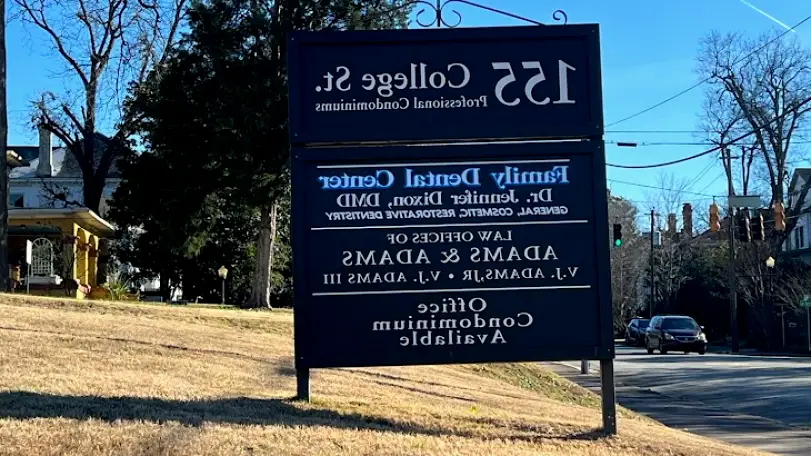 155 College St.
Professional Condominiums
Family Dental Center
Dr. Jennifer Dixon, DMD
GENERAL, COSMETIC, RESTORATIVE DENTISTRY
LAW OFFICES OF
ADAMS & ADAMS
V.J. ADAMS,JR • V.J. ADAMS III
Office
Condominium
Available